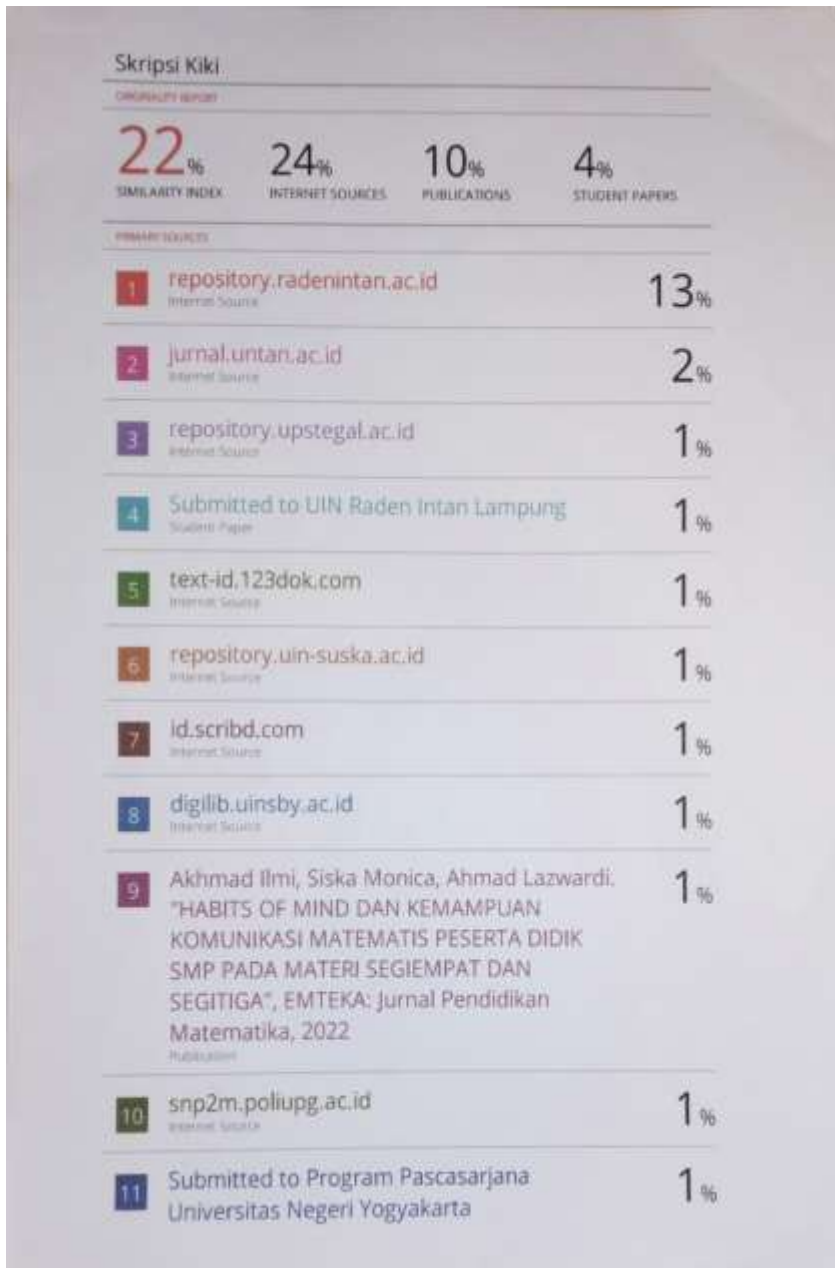 Skripsi Kiki
ORIGINALITY REPORT
22% 24% 10% 4%
SIMILARITY INDEX INTERNET SOURCES PUBLICATIONS STUDENT PAPERS
PRIMARY SOURCES
1 repository.radenintan.ac.id 13%
Internet Source
2 jurnal.untan.ac.id 2%
Internet Source
3 repository.upstegal.ac.id 1%
Internet Source
4 Submitted to UIN Raden Intan Lampung 1%
Student Paper
5 text-id.123dok.com 1%
Internet Source
6 repository.uin-suska.ac.id 1%
Internet Source
7 id.scribd.com 1%
Internet Source
8 digilib.uinsby.ac.id 1%
Internet Source
9 Akhmad Ilmi, Siska Monica, Ahmad Lazwardi. 1%
"HABITS OF MIND DAN KEMAMPUAN
KOMUNIKASI MATEMATIS PESERTA DIDIK
SMP PADA MATERI SEGIEMPAT DAN
SEGITIGA", EMTEKA: Jurnal Pendidikan
Matematika, 2022
Publication
10 snp2m.poliupg.ac.id 1%
Internet Source
11 Submitted to Program Pascasarjana 1%
Universitas Negeri Yogyakarta